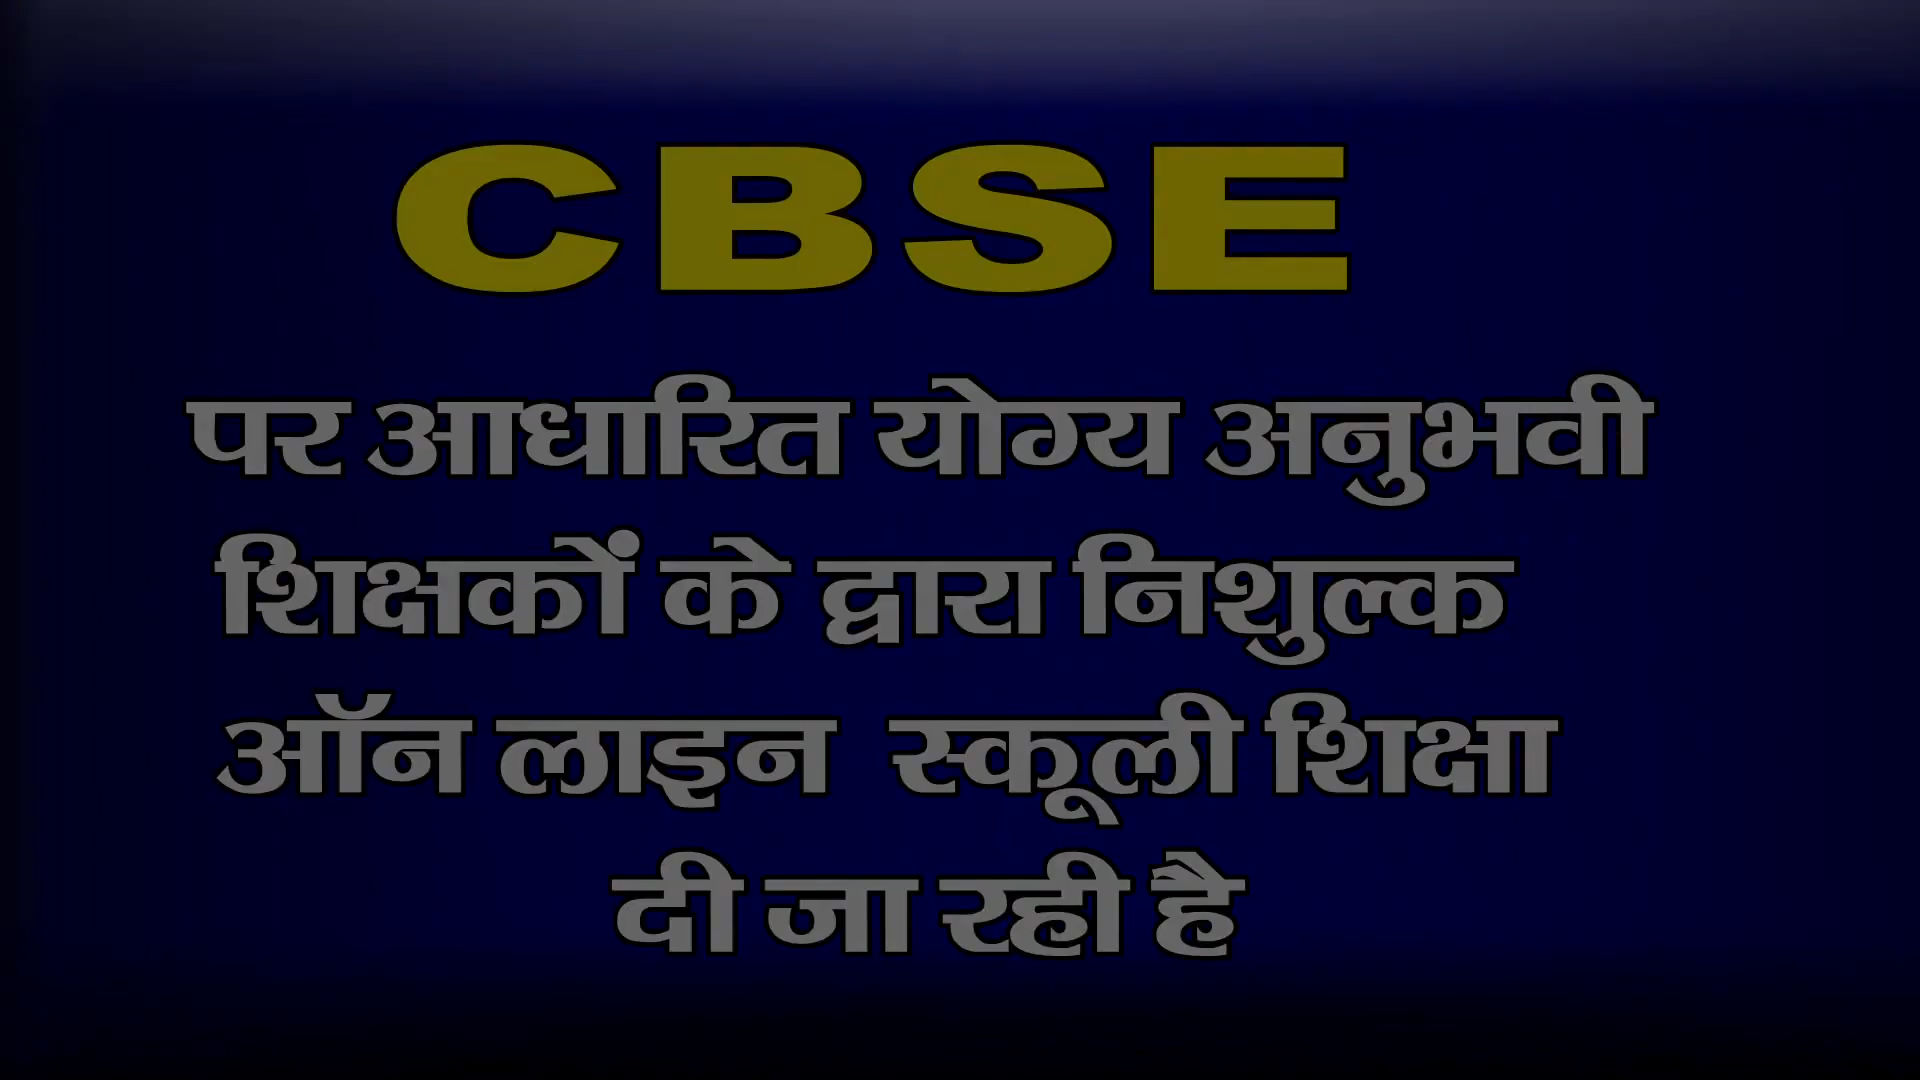 CBSE
पर आधारित योग्य अनुभवी
शिक्षकों के द्वारा निशुल्क
ऑन लाइन स्कूली शिक्षा
दी जा रही है